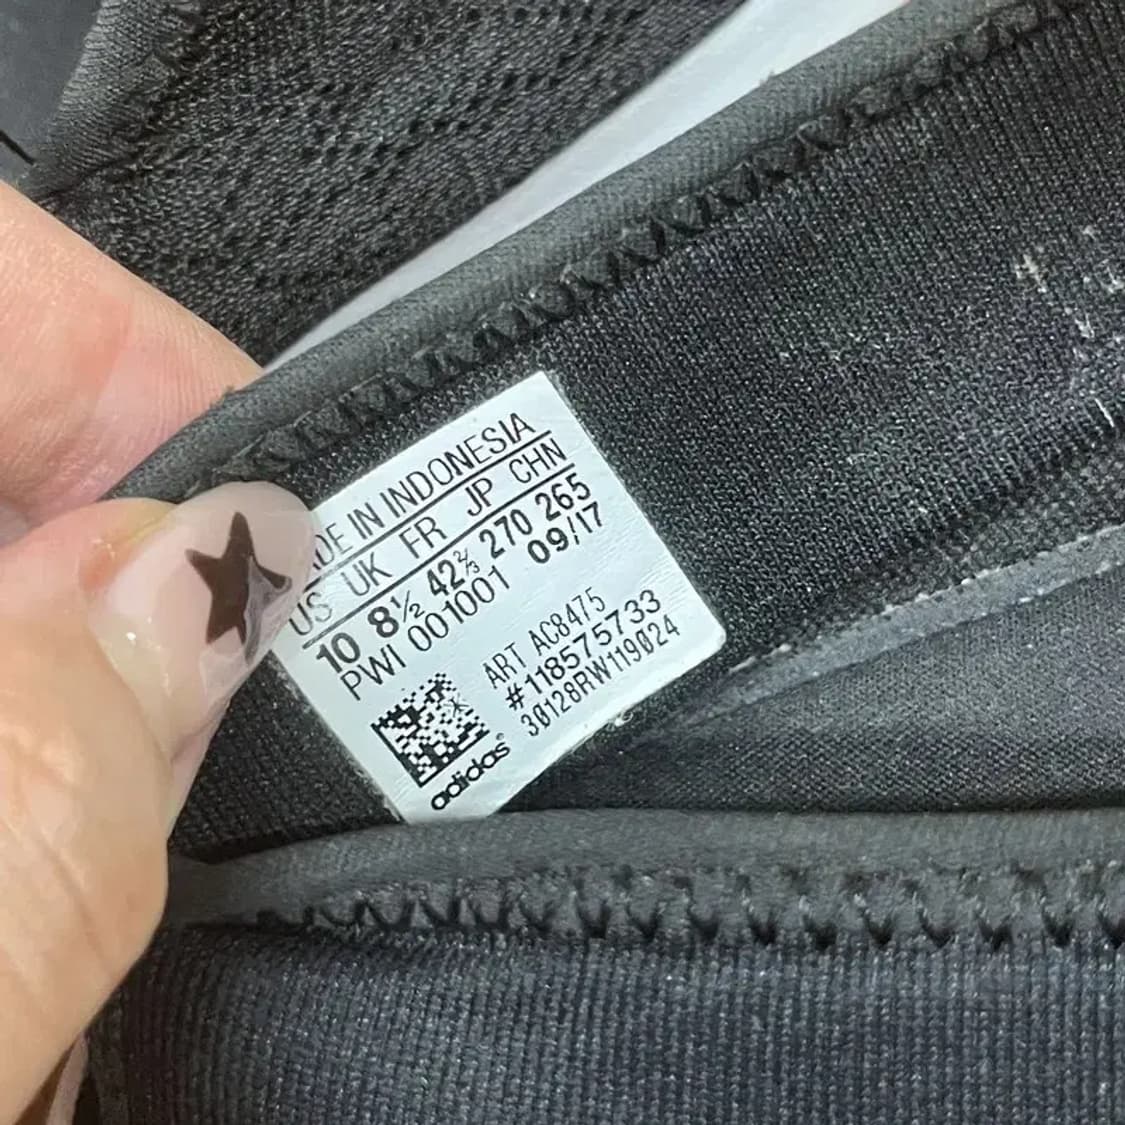 DE IN INDONESIA
US UK FR JP CHN
10 8½ 42⅔ 270 265
PWI 001001 09/17
ART AC8475
#118575733
30128RW119024
adidas®